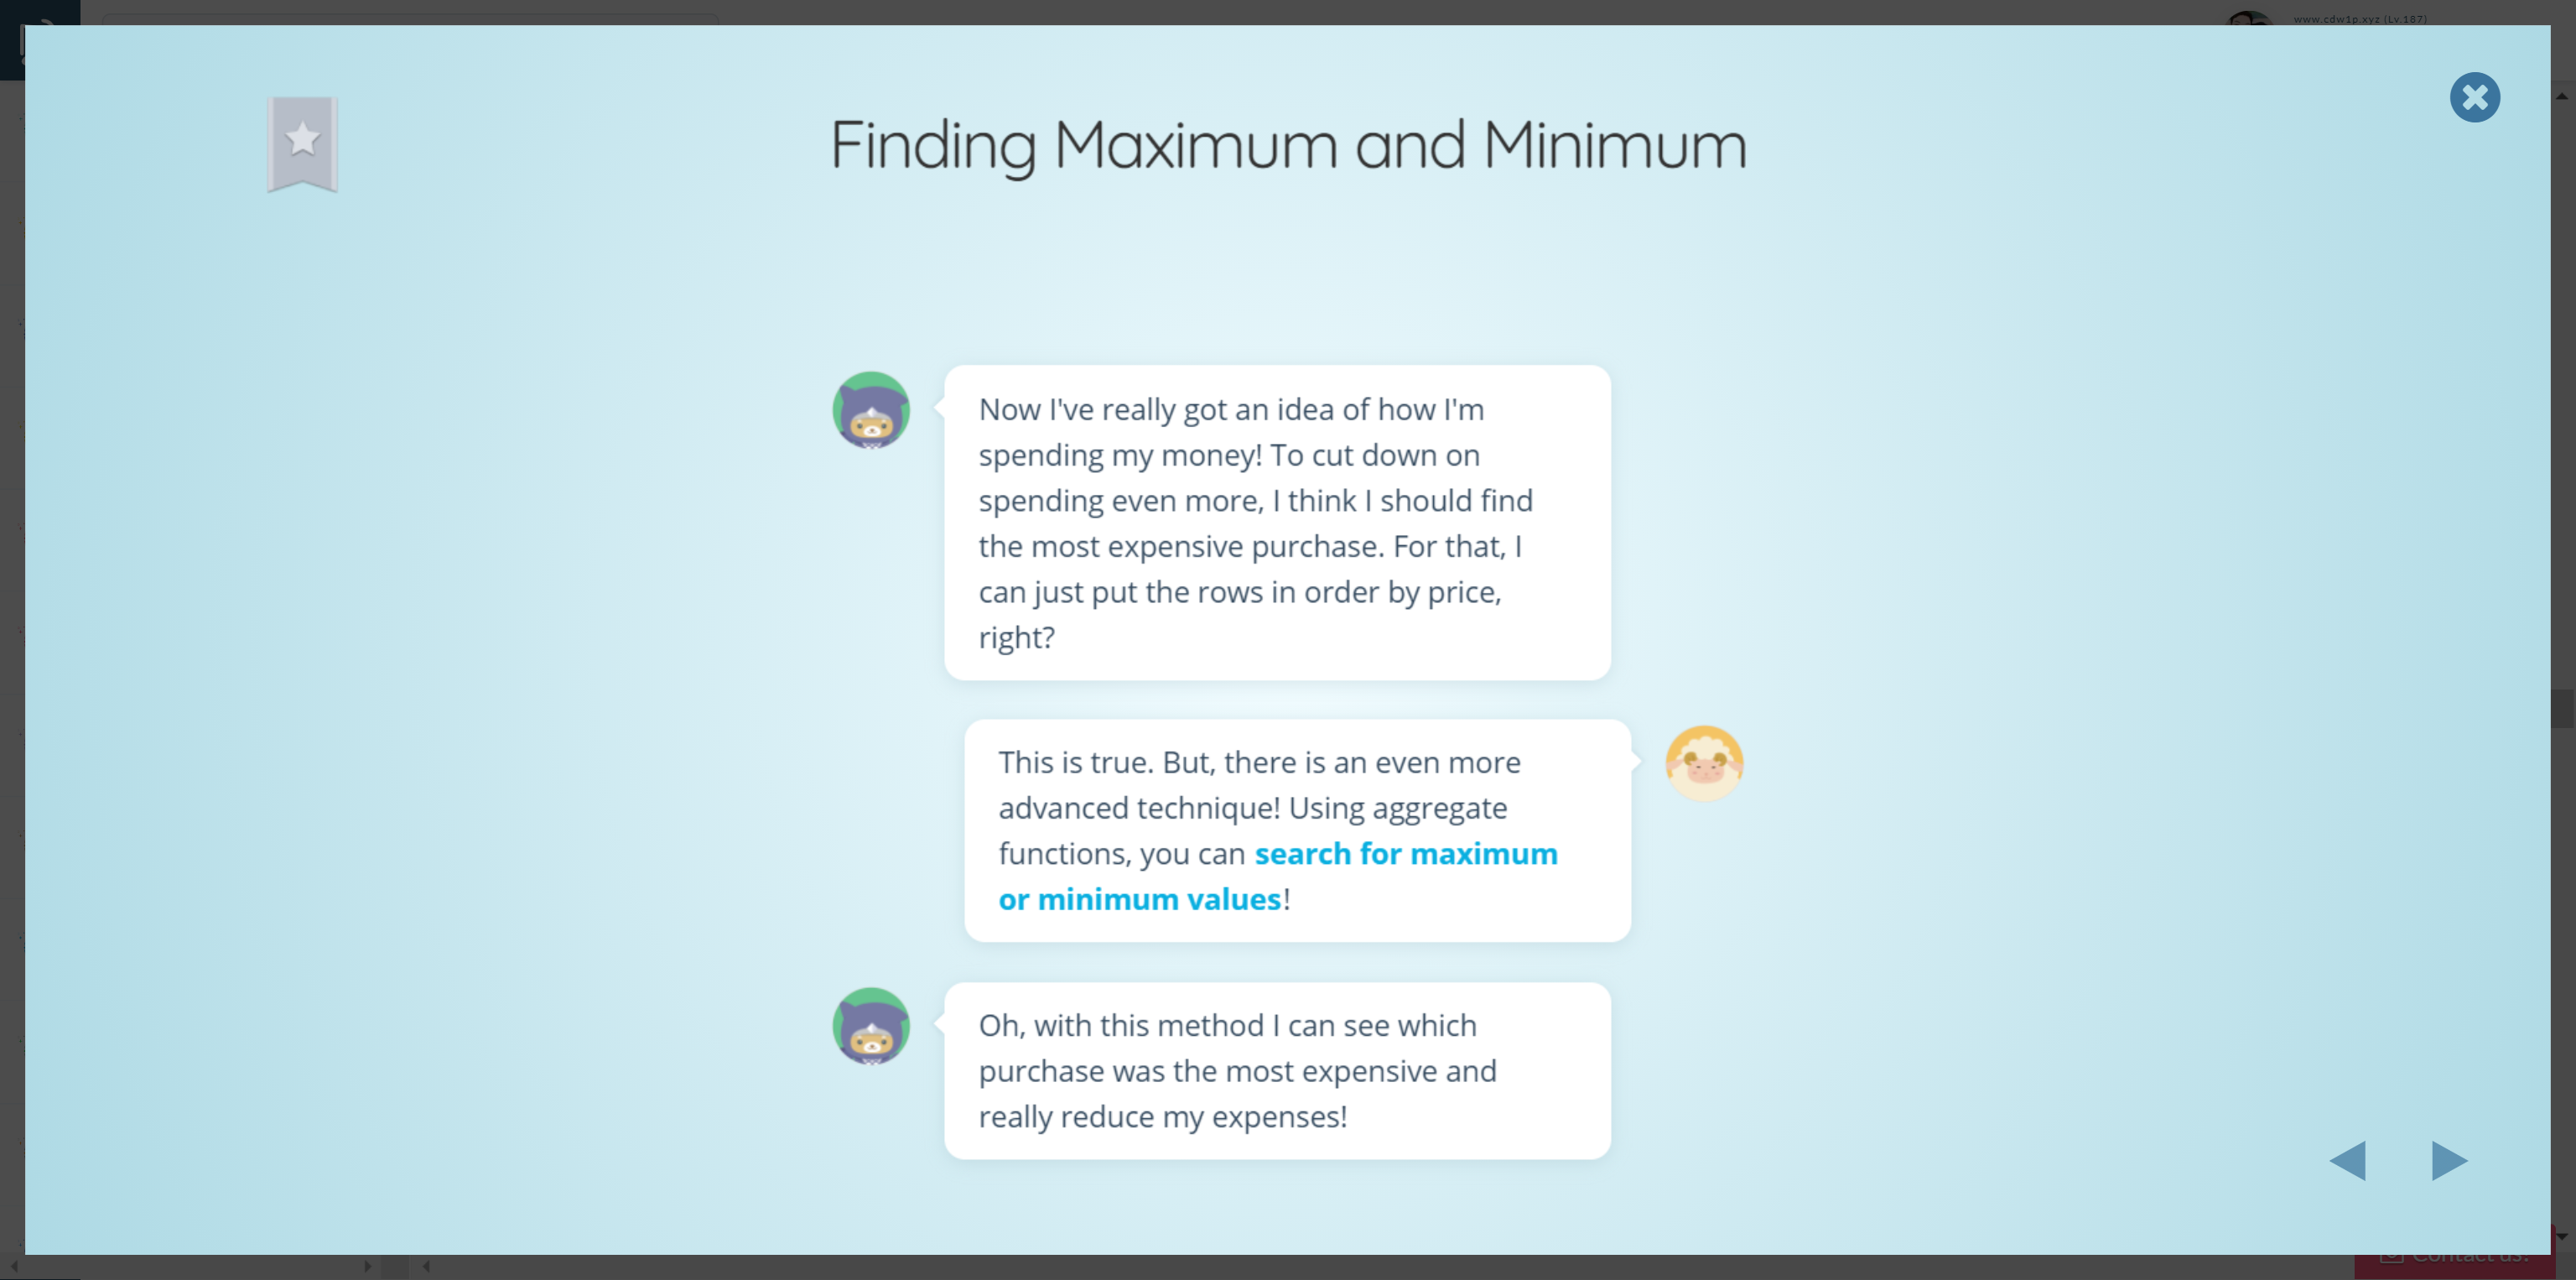 www.cdw1p.xyz (Lv.187)
Finding Maximum and Minimum
Now I've really got an idea of how I'm
spending my money! To cut down on
spending even more, I think I should find
the most expensive purchase. For that, I
can just put the rows in order by price,
right?
This is true. But, there is an even more
advanced technique! Using aggregate
functions, you can search for maximum
or minimum values!
Oh, with this method I can see which
purchase was the most expensive and
really reduce my expenses!
Contact us!